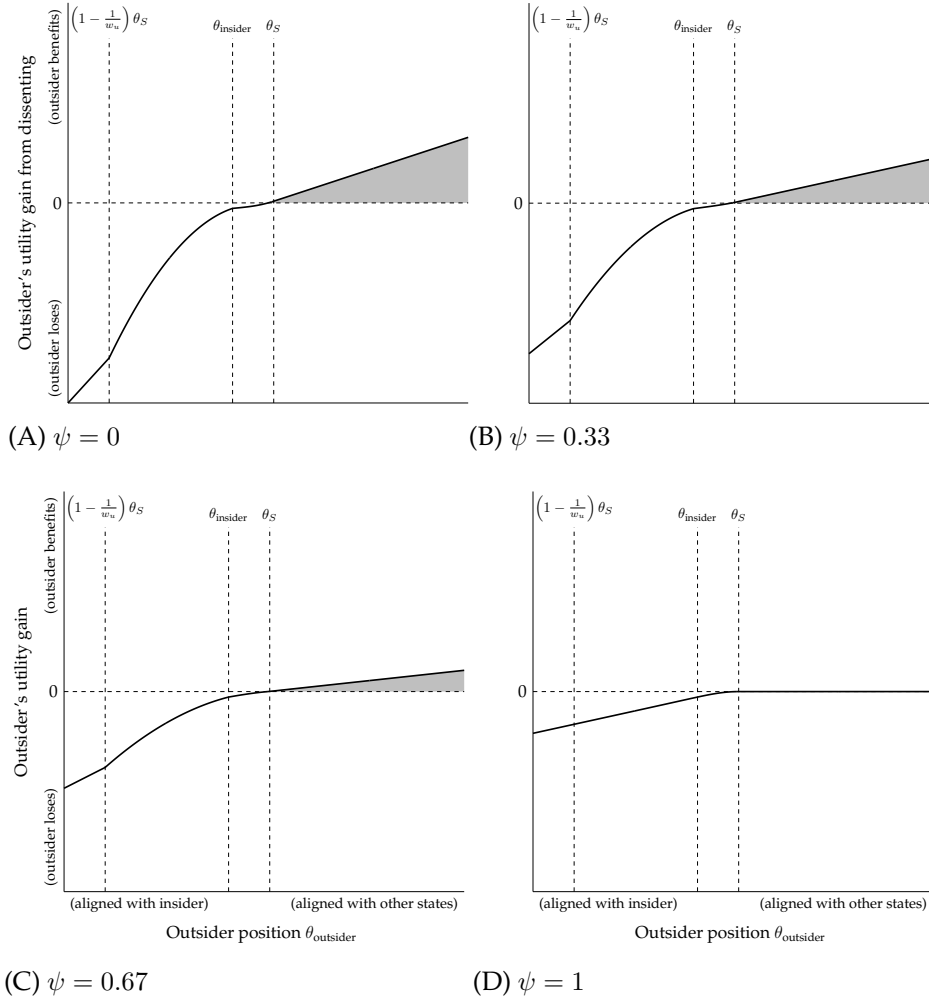 (1 − 1/w_u) θ_S
θ_insider
θ_S
Outsider's utility gain from dissenting
(outsider benefits)
0
(outsider loses)
(A) ψ = 0
(1 − 1/w_u) θ_S
θ_insider
θ_S
0
(B) ψ = 0.33
(1 − 1/w_u) θ_S
θ_insider
θ_S
Outsider's utility gain
(outsider benefits)
0
(outsider loses)
(aligned with insider)
(aligned with other states)
Outsider position θ_outsider
(C) ψ = 0.67
(1 − 1/w_u) θ_S
θ_insider
θ_S
0
(aligned with insider)
(aligned with other states)
Outsider position θ_outsider
(D) ψ = 1